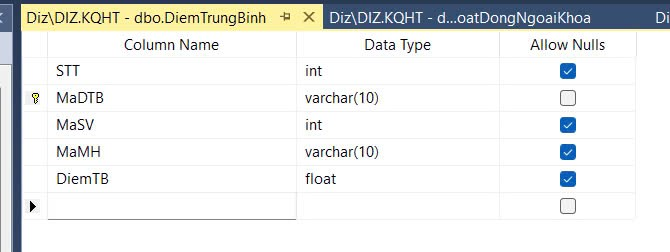 Diz\DIZ.KQHT - dbo.DiemTrungBinh Diz\DIZ.KQHT - d...oatDongNgoaiKhoa Di
Column Name Data Type Allow Nulls
STT int
MaDTB varchar(10)
MaSV int
MaMH varchar(10)
DiemTB float